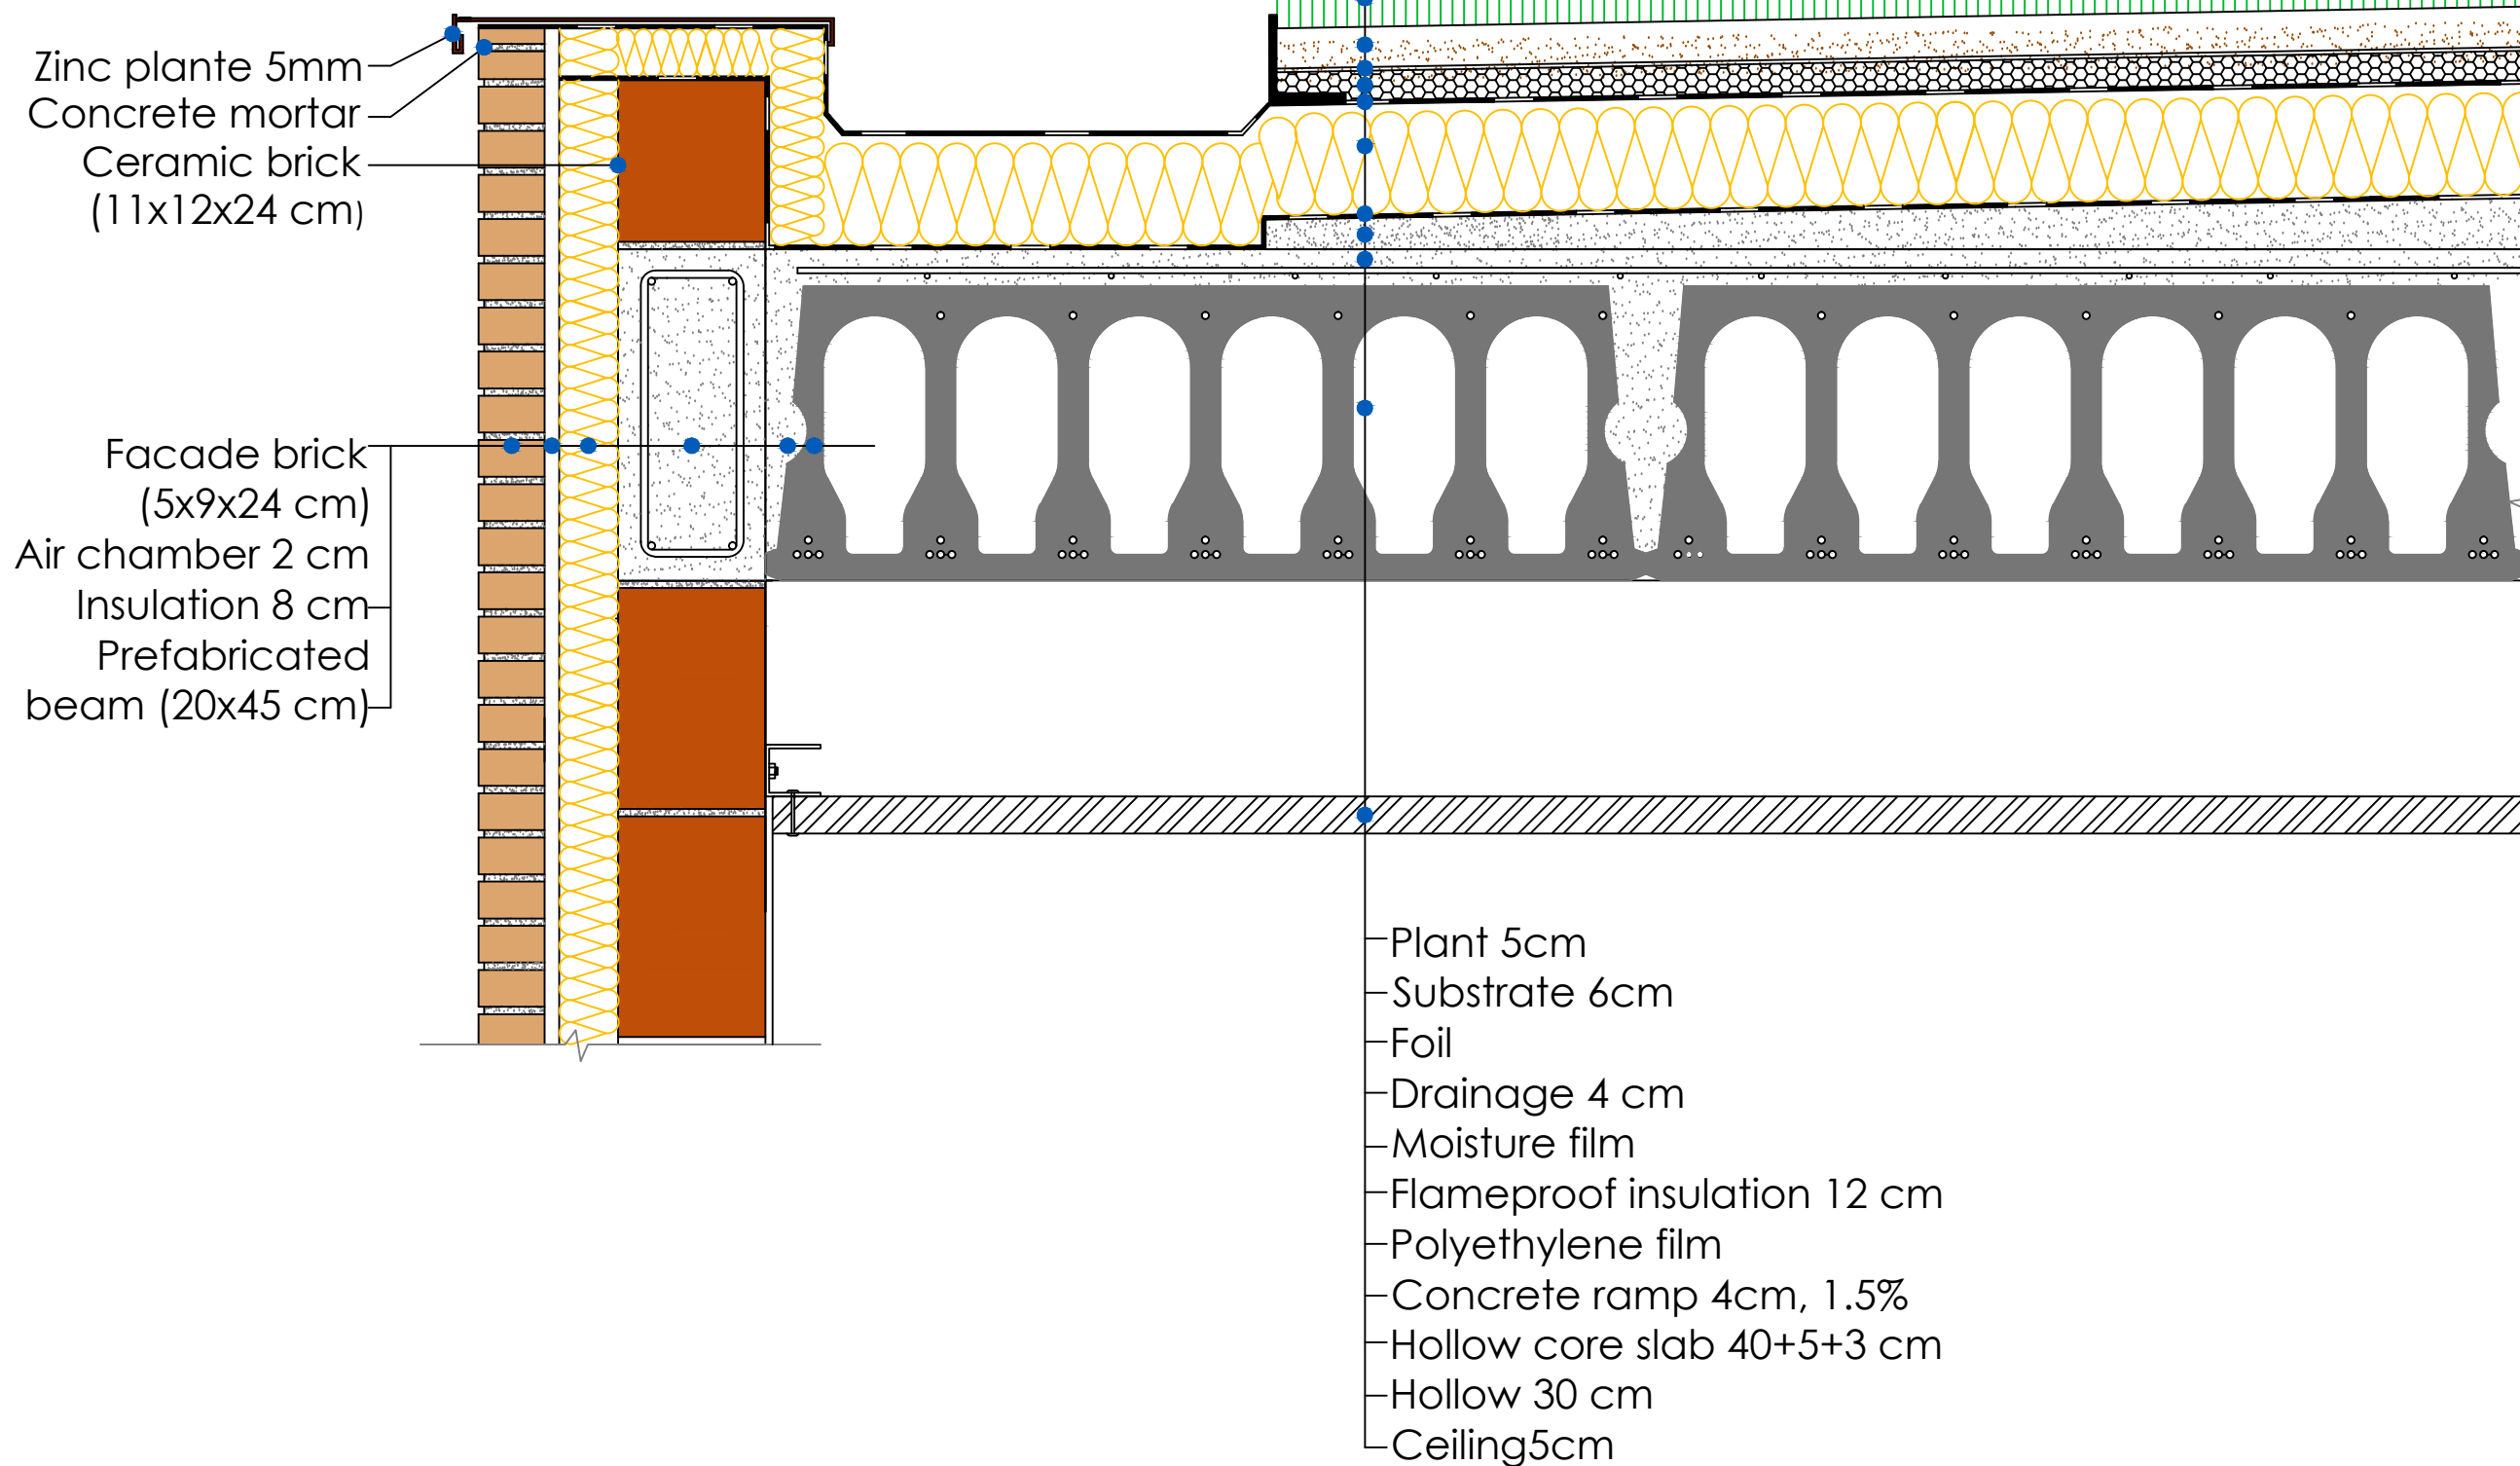 Zinc plante 5mm
Concrete mortar
Ceramic brick
(11x12x24 cm)
Facade brick
(5x9x24 cm)
Air chamber 2 cm
Insulation 8 cm
Prefabricated
beam (20x45 cm)
Plant 5cm
Substrate 6cm
Foil
Drainage 4 cm
Moisture film
Flameproof insulation 12 cm
Polyethylene film
Concrete ramp 4cm, 1.5%
Hollow core slab 40+5+3 cm
Hollow 30 cm
Ceiling5cm